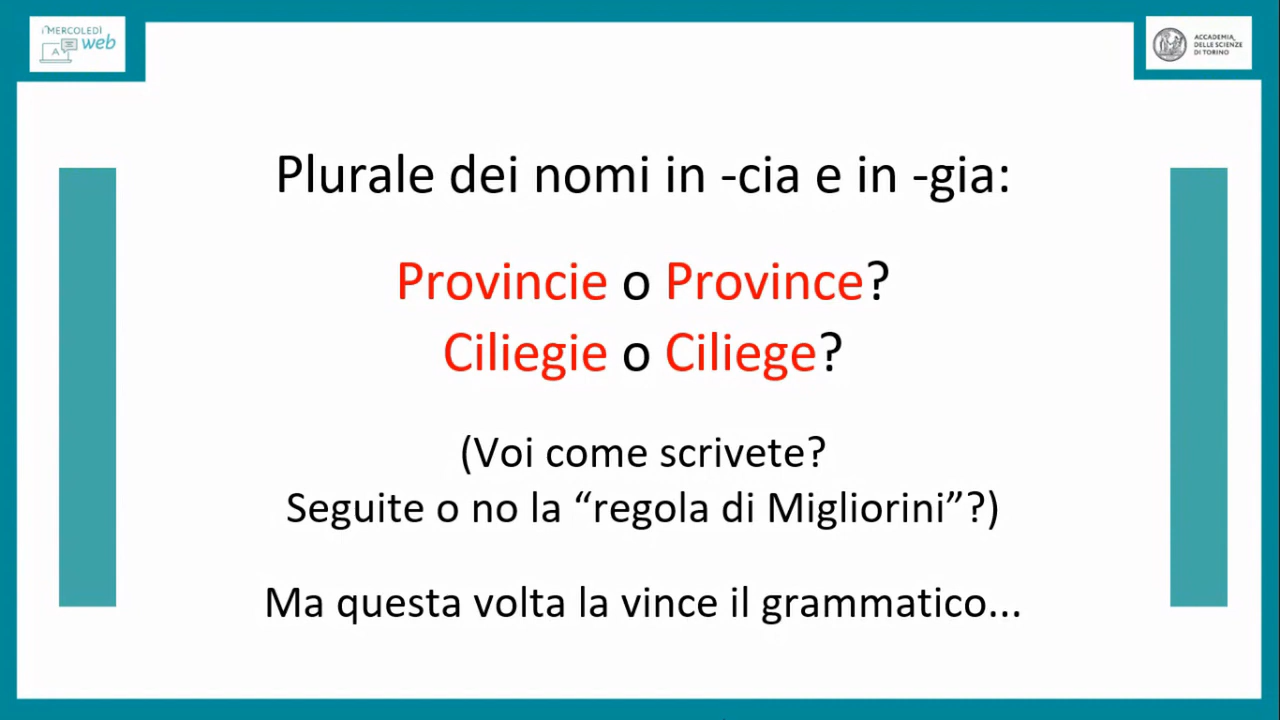 i MERCOLEDÌ
web
A
ACCADEMIA
DELLE SCIENZE
DI TORINO
Plurale dei nomi in -cia e in -gia:
Provincie o Province?
Ciliegie o Ciliege?
(Voi come scrivete?
Seguite o no la “regola di Migliorini”?)
Ma questa volta la vince il grammatico...